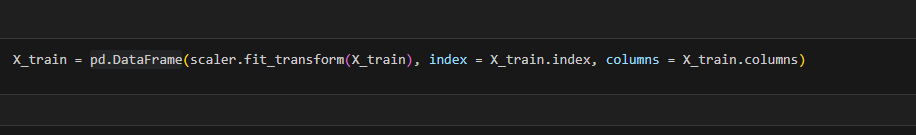 X_train = pd.DataFrame(scaler.fit_transform(X_train), index = X_train.index, columns = X_train.columns)